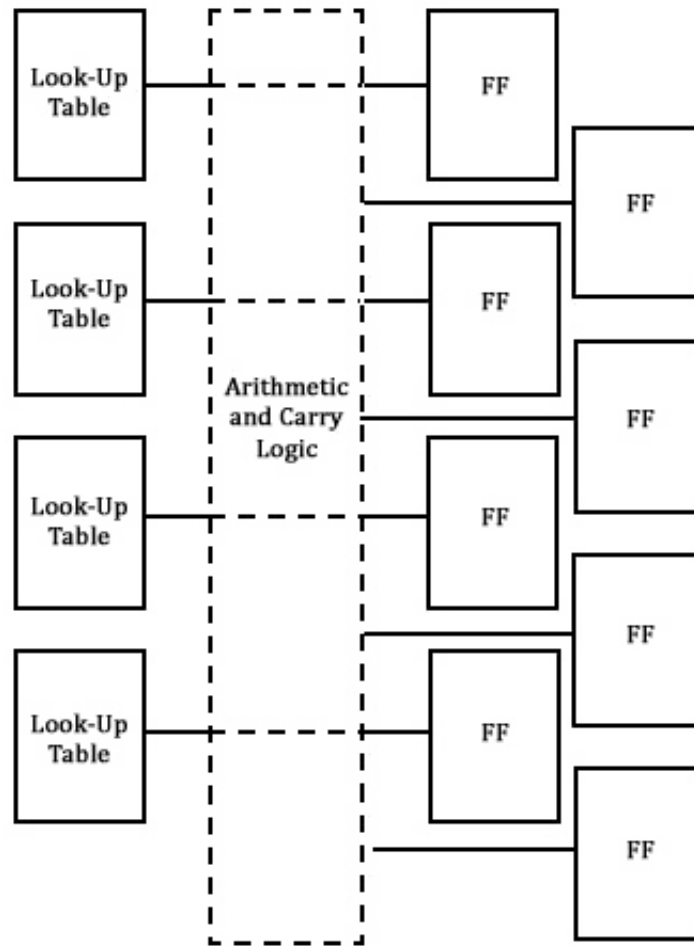 Look-Up
Table
FF
FF
Look-Up
Table
FF
Arithmetic
and Carry
Logic
FF
Look-Up
Table
FF
FF
Look-Up
Table
FF
FF